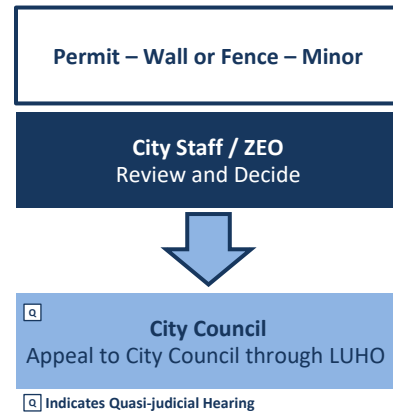 Permit – Wall or Fence – Minor
City Staff / ZEO
Review and Decide
Q
City Council
Appeal to City Council through LUHO
Q Indicates Quasi-judicial Hearing